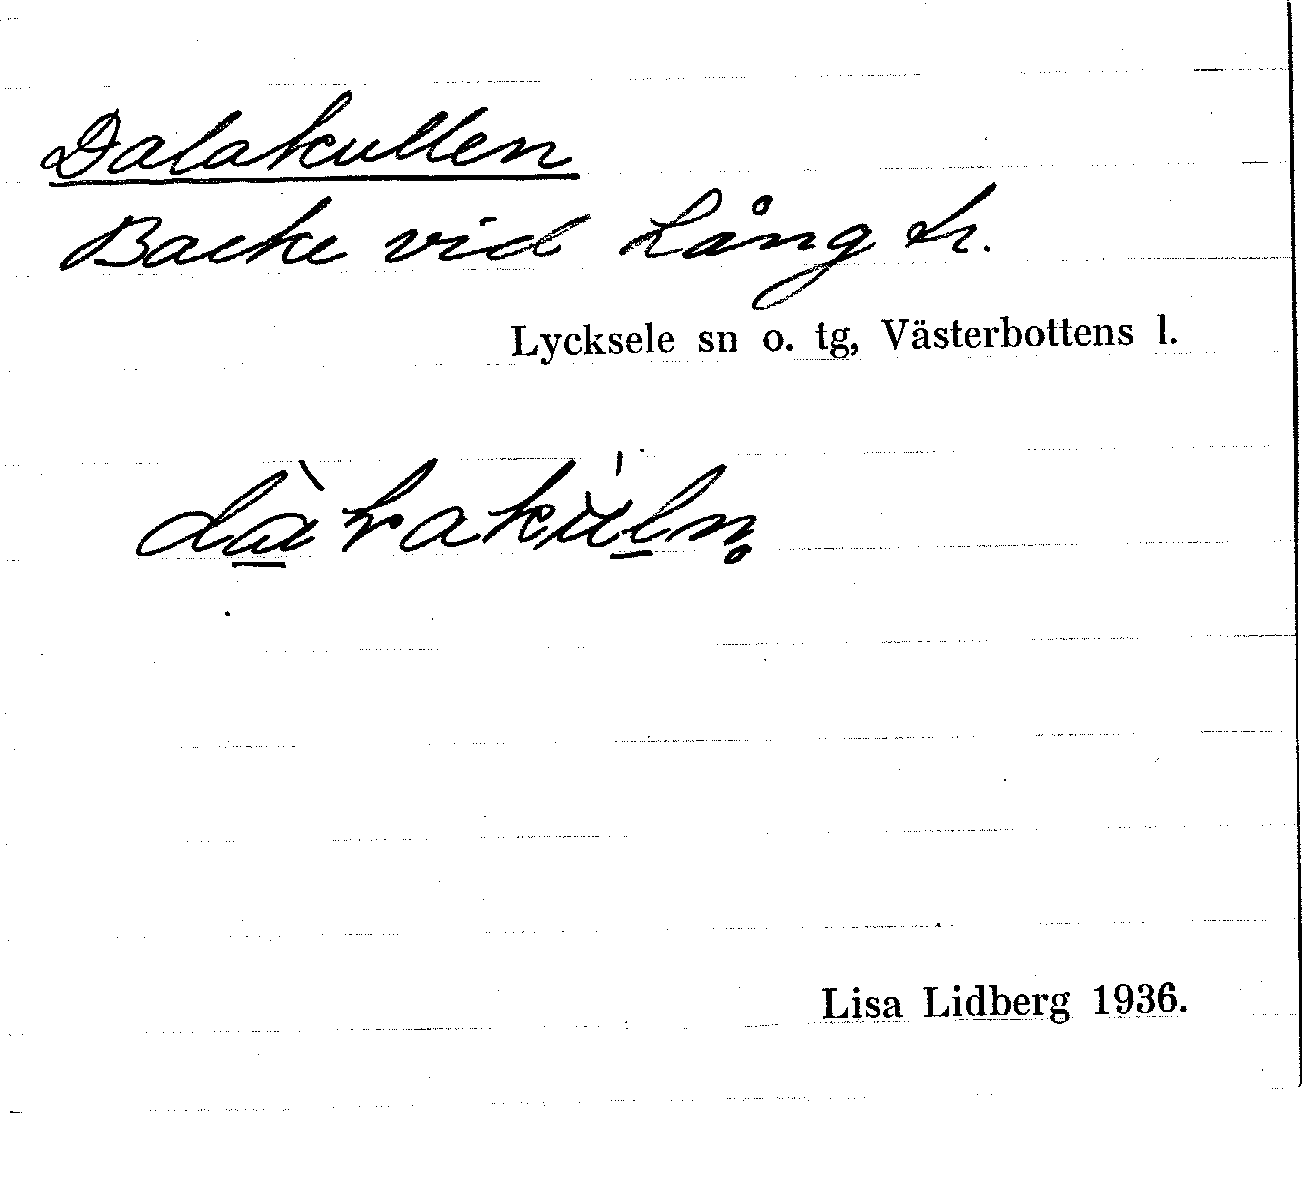 Dalakullen
Backe vid Lång tr.
Lycksele sn o. tg, Västerbottens l.
Lisa Lidberg 1936.